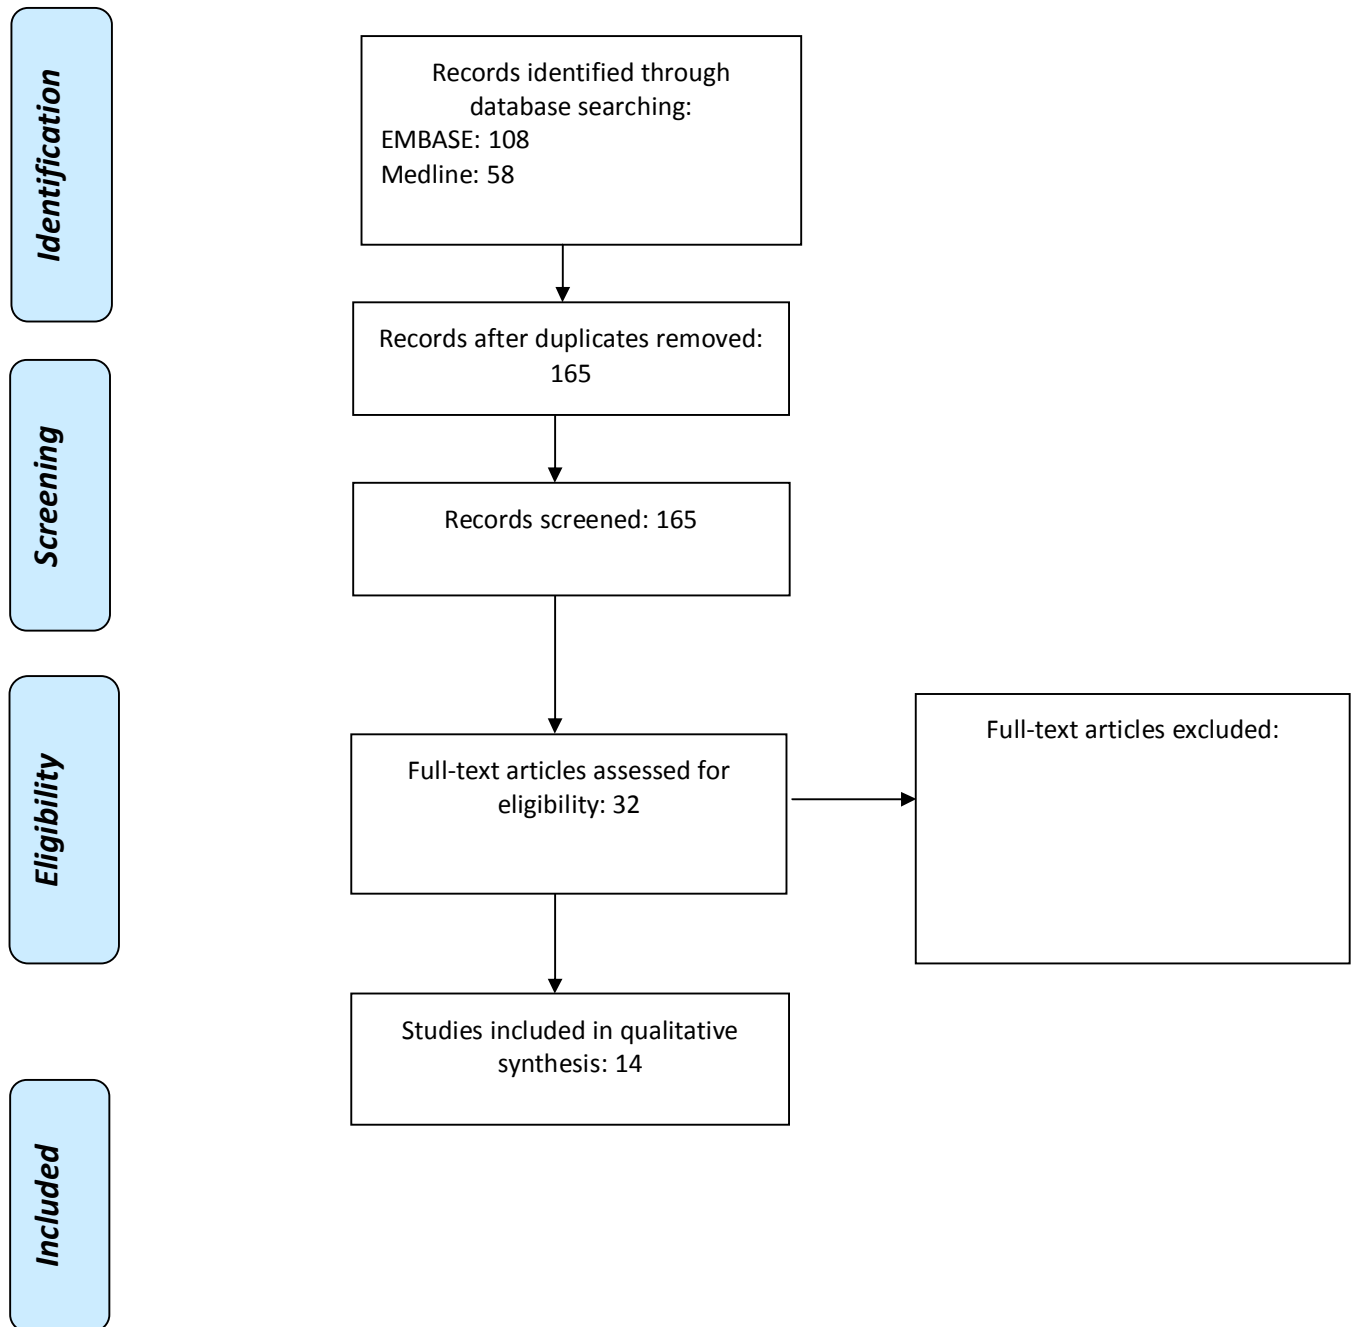 Identification
Records identified through
database searching:
EMBASE: 108
Medline: 58
Records after duplicates removed:
165
Screening
Records screened: 165
Eligibility
Full-text articles assessed for
eligibility: 32
Full-text articles excluded:
Studies included in qualitative
synthesis: 14
Included